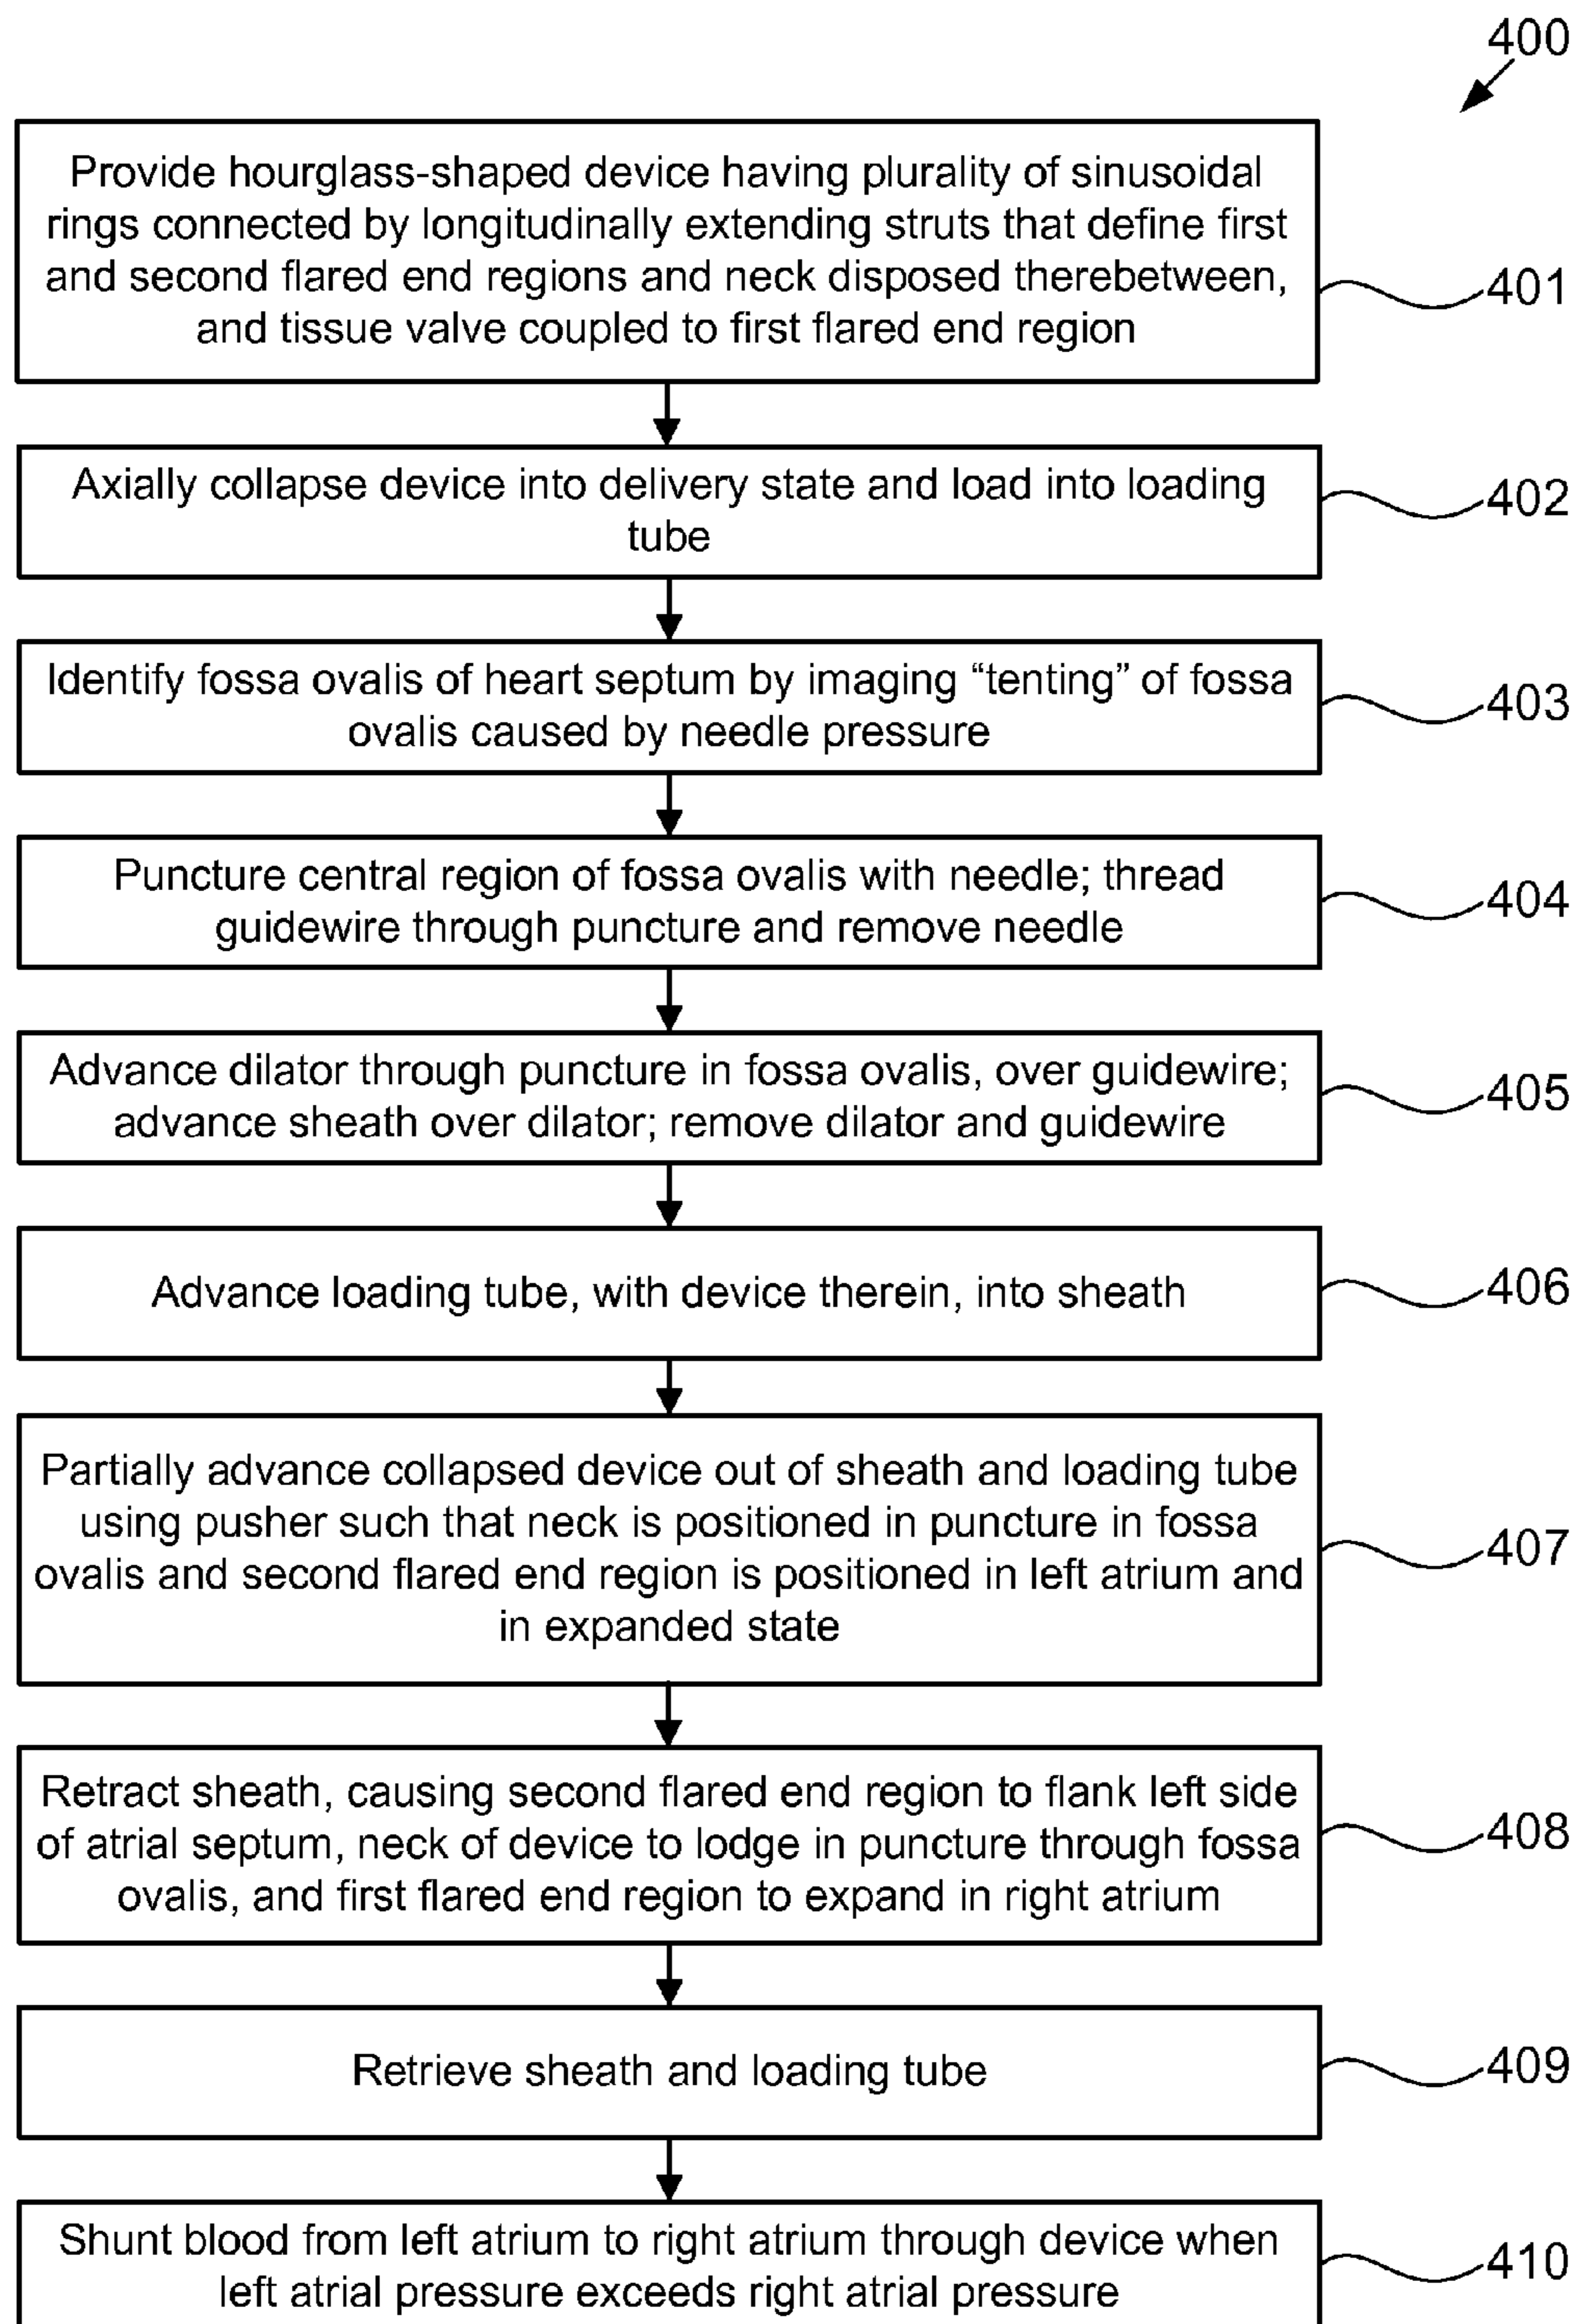 400
Provide hourglass-shaped device having plurality of sinusoidal
rings connected by longitudinally extending struts that define first
and second flared end regions and neck disposed therebetween,
and tissue valve coupled to first flared end region
401
Axially collapse device into delivery state and load into loading
tube
402
Identify fossa ovalis of heart septum by imaging “tenting” of fossa
ovalis caused by needle pressure
403
Puncture central region of fossa ovalis with needle; thread
guidewire through puncture and remove needle
404
Advance dilator through puncture in fossa ovalis, over guidewire;
advance sheath over dilator; remove dilator and guidewire
405
Advance loading tube, with device therein, into sheath
406
Partially advance collapsed device out of sheath and loading tube
using pusher such that neck is positioned in puncture in fossa
ovalis and second flared end region is positioned in left atrium and
in expanded state
407
Retract sheath, causing second flared end region to flank left side
of atrial septum, neck of device to lodge in puncture through fossa
ovalis, and first flared end region to expand in right atrium
408
Retrieve sheath and loading tube
409
Shunt blood from left atrium to right atrium through device when
left atrial pressure exceeds right atrial pressure
410